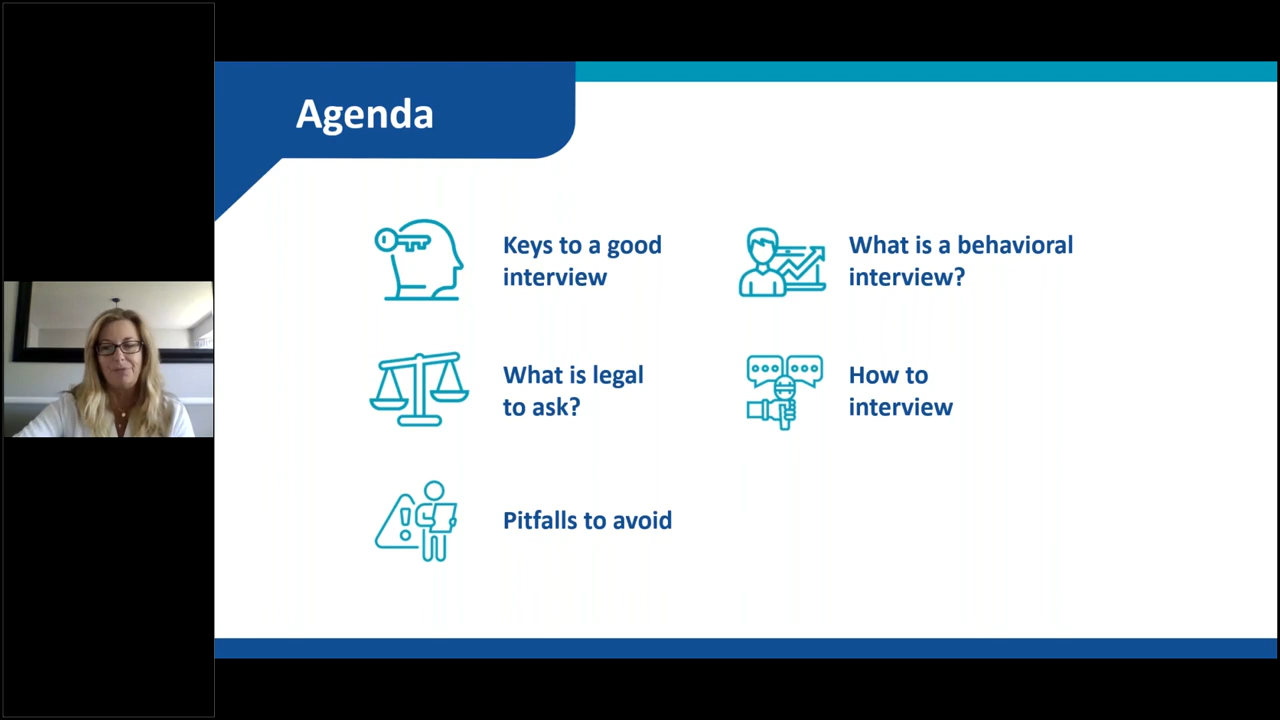 Agenda
Keys to a good
interview
What is a behavioral
interview?
What is legal
to ask?
How to
interview
Pitfalls to avoid